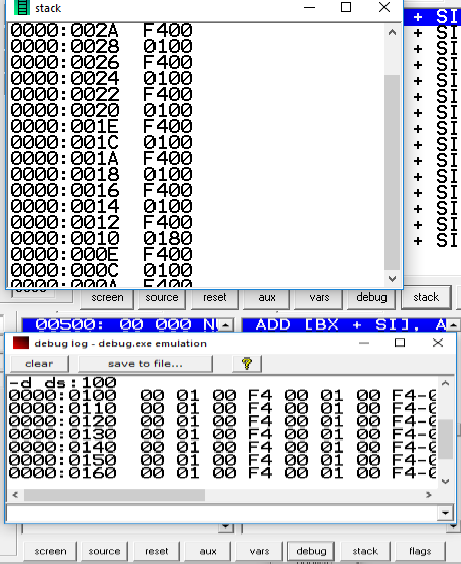 stack
0000:002A F400
0000:0028 0100
0000:0026 F400
0000:0024 0100
0000:0022 F400
0000:0020 0100
0000:001E F400
0000:001C 0100
0000:001A F400
0000:0018 0100
0000:0016 F400
0000:0014 0100
0000:0012 F400
0000:0010 0180
0000:000E F400
0000:000C 0100
0000:000A F400
+ SI
+ SI
+ SI
+ SI
+ SI
+ SI
+ SI
+ SI
+ SI
+ SI
+ SI
+ SI
+ SI
+ SI
screen source reset aux vars debug stack
00500: 00 000 N ADD [BX + SI], A
debug log - debug.exe emulation
clear save to file... ?
-d ds:100
0000:0100 00 01 00 F4 00 01 00 F4-0
0000:0110 00 01 00 F4 00 01 00 F4-0
0000:0120 00 01 00 F4 00 01 00 F4-0
0000:0130 00 01 00 F4 00 01 00 F4-0
0000:0140 00 01 00 F4 00 01 00 F4-0
0000:0150 00 01 00 F4 00 01 00 F4-0
0000:0160 00 01 00 F4 00 01 00 F4-0
screen source reset aux vars debug stack flags